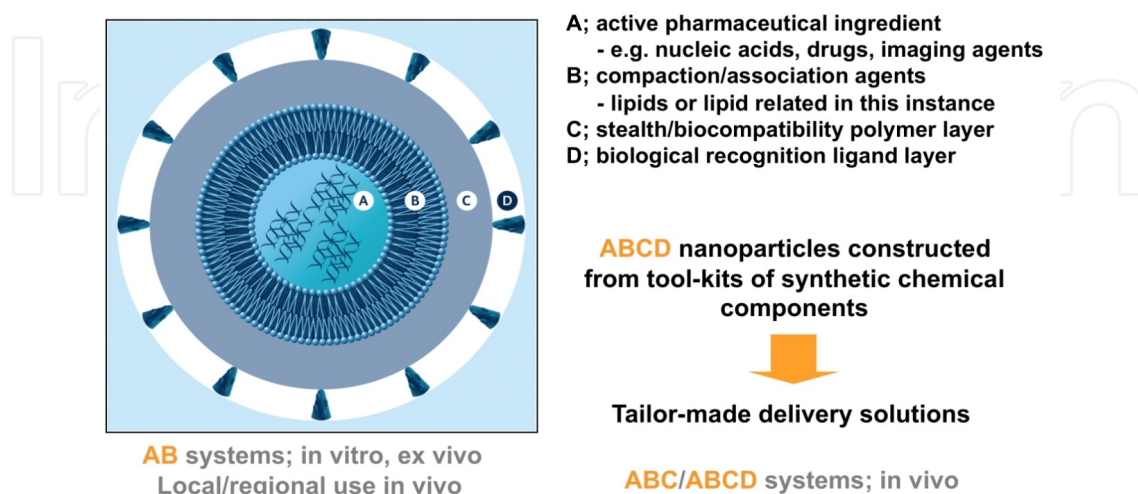 A; active pharmaceutical ingredient
- e.g. nucleic acids, drugs, imaging agents
B; compaction/association agents
- lipids or lipid related in this instance
C; stealth/biocompatibility polymer layer
D; biological recognition ligand layer
A B C D
ABCD nanoparticles constructed
from tool-kits of synthetic chemical
components
Tailor-made delivery solutions
AB systems; in vitro, ex vivo
Local/regional use in vivo
ABC/ABCD systems; in vivo